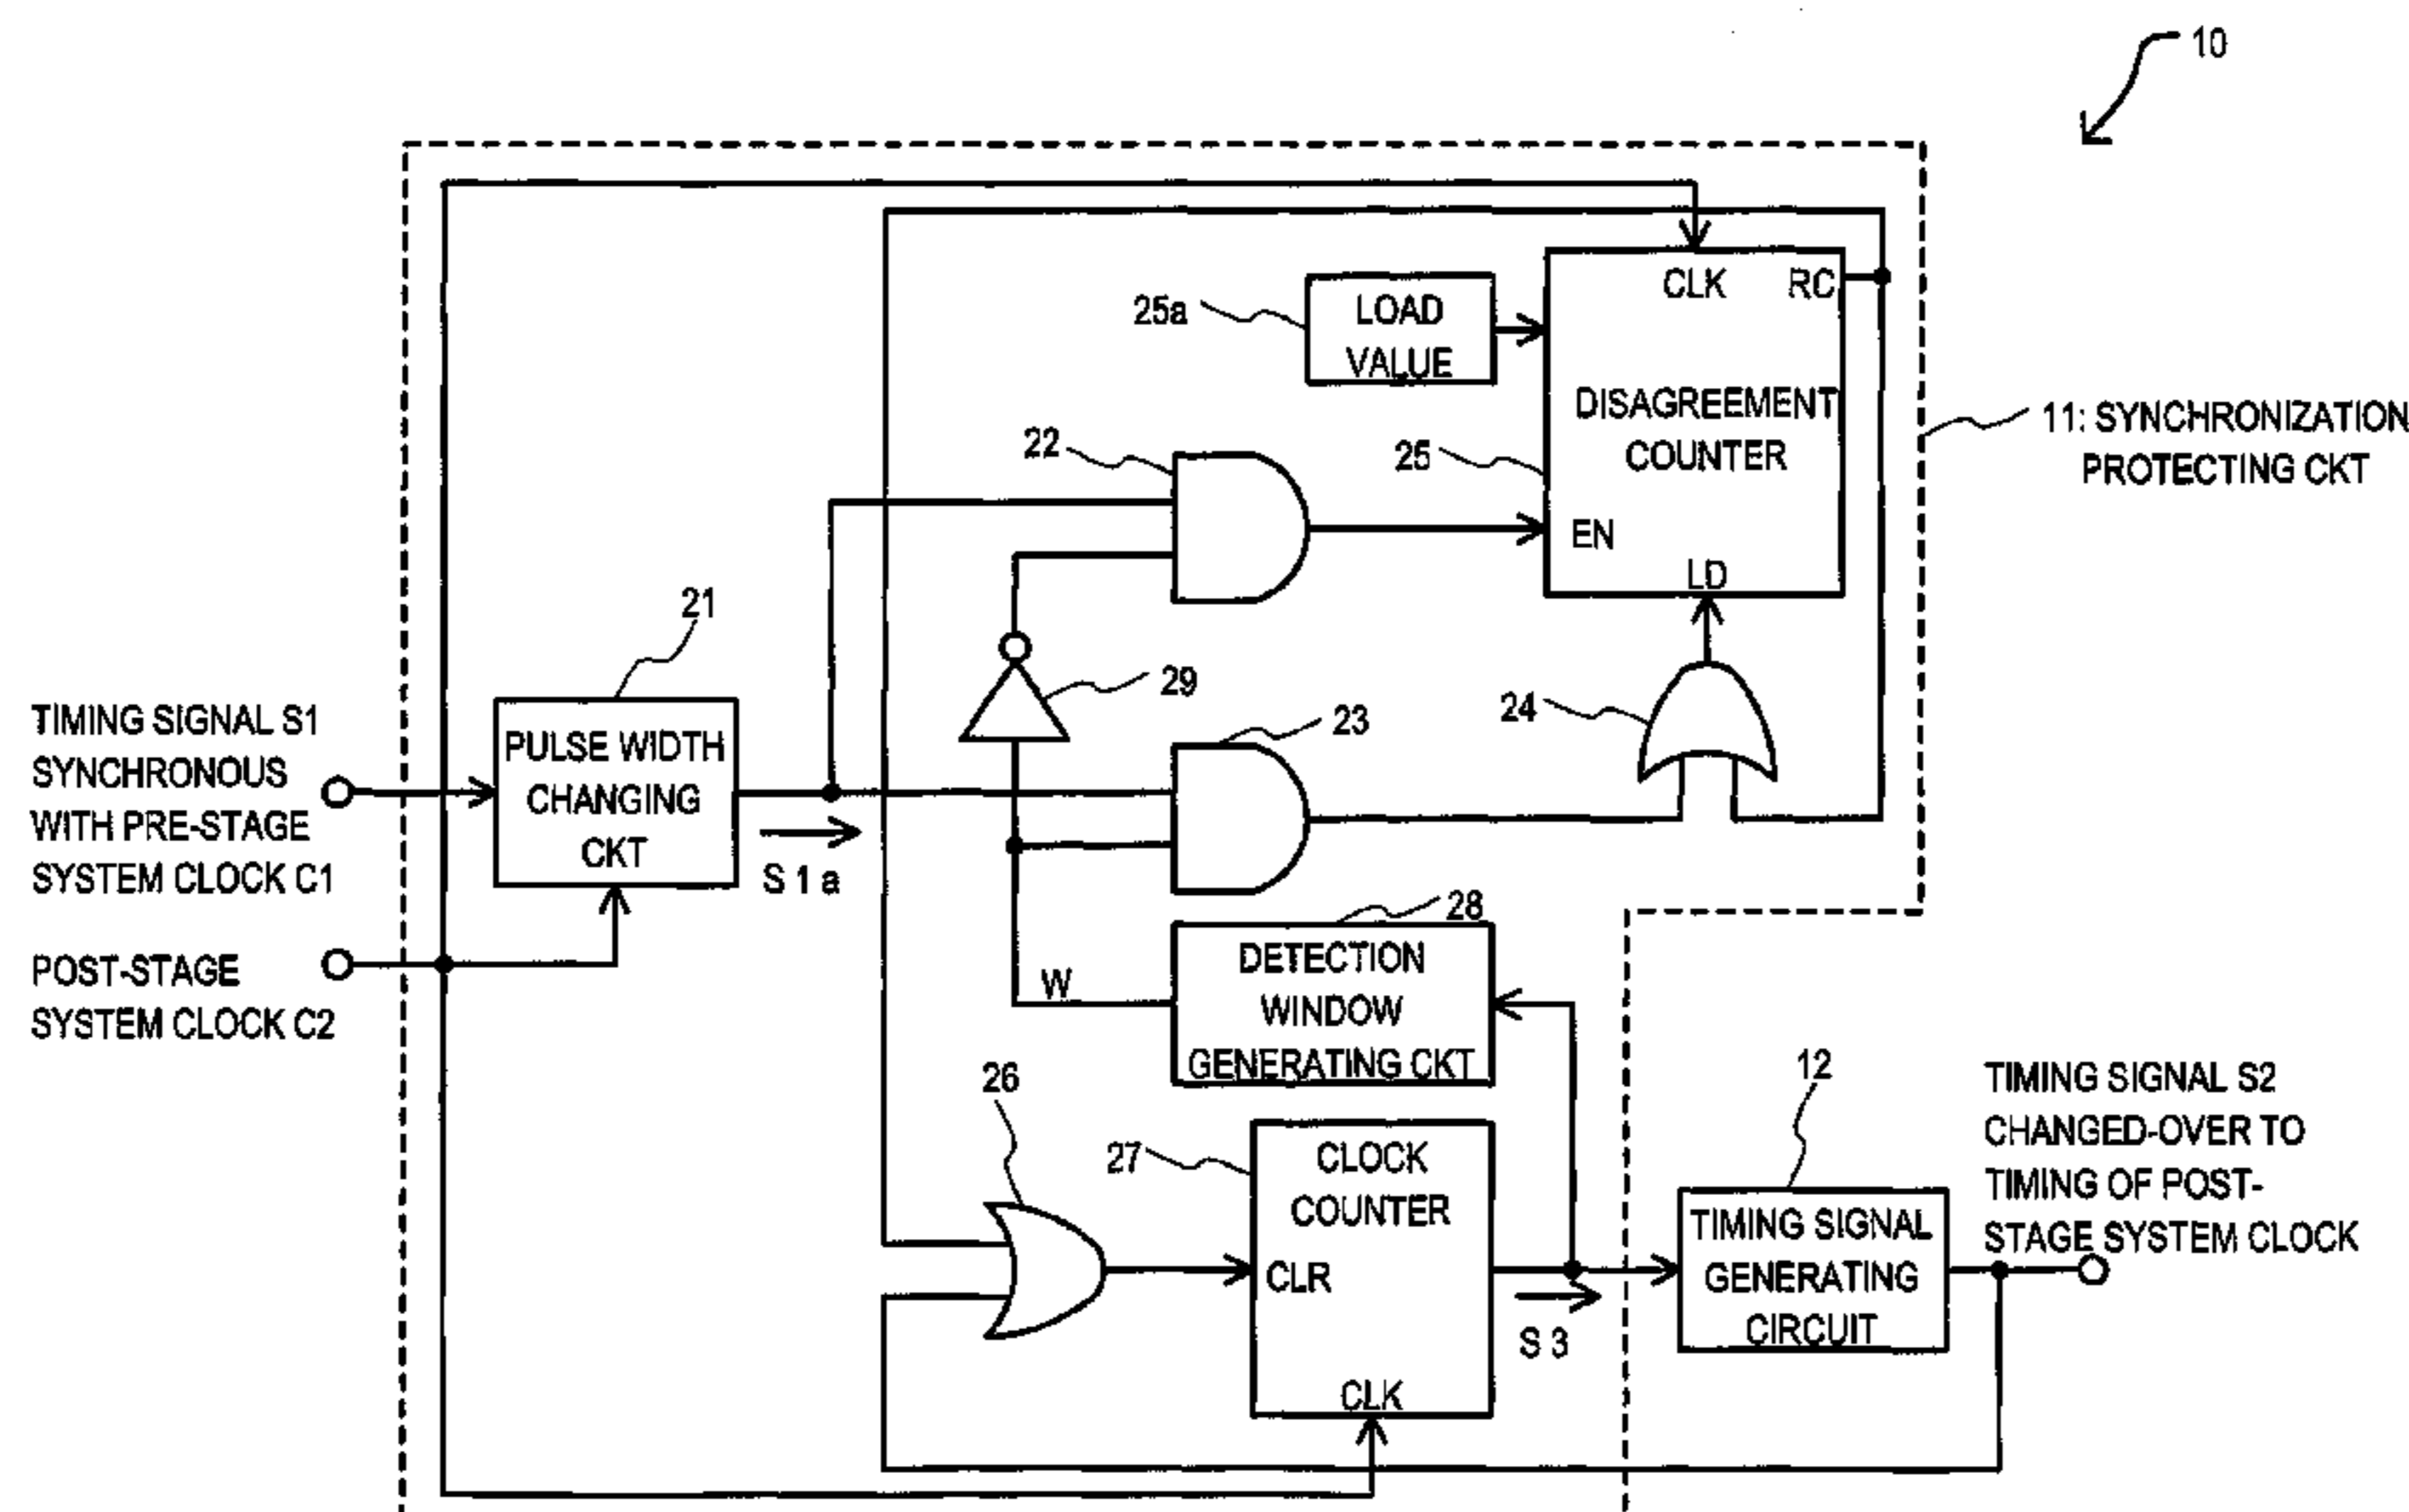 10
25a
LOAD
VALUE
CLK
RC
DISAGREEMENT
COUNTER
25
EN
LD
22
11: SYNCHRONIZATION
PROTECTING CKT
21
29
23
24
TIMING SIGNAL S1
SYNCHRONOUS
WITH PRE-STAGE
SYSTEM CLOCK C1
PULSE WIDTH
CHANGING
CKT
S 1 a
28
POST-STAGE
SYSTEM CLOCK C2
W
DETECTION
WINDOW
GENERATING CKT
26
27
CLOCK
COUNTER
CLR
CLK
S 3
12
TIMING SIGNAL
GENERATING
CIRCUIT
TIMING SIGNAL S2
CHANGED-OVER TO
TIMING OF POST-
STAGE SYSTEM CLOCK